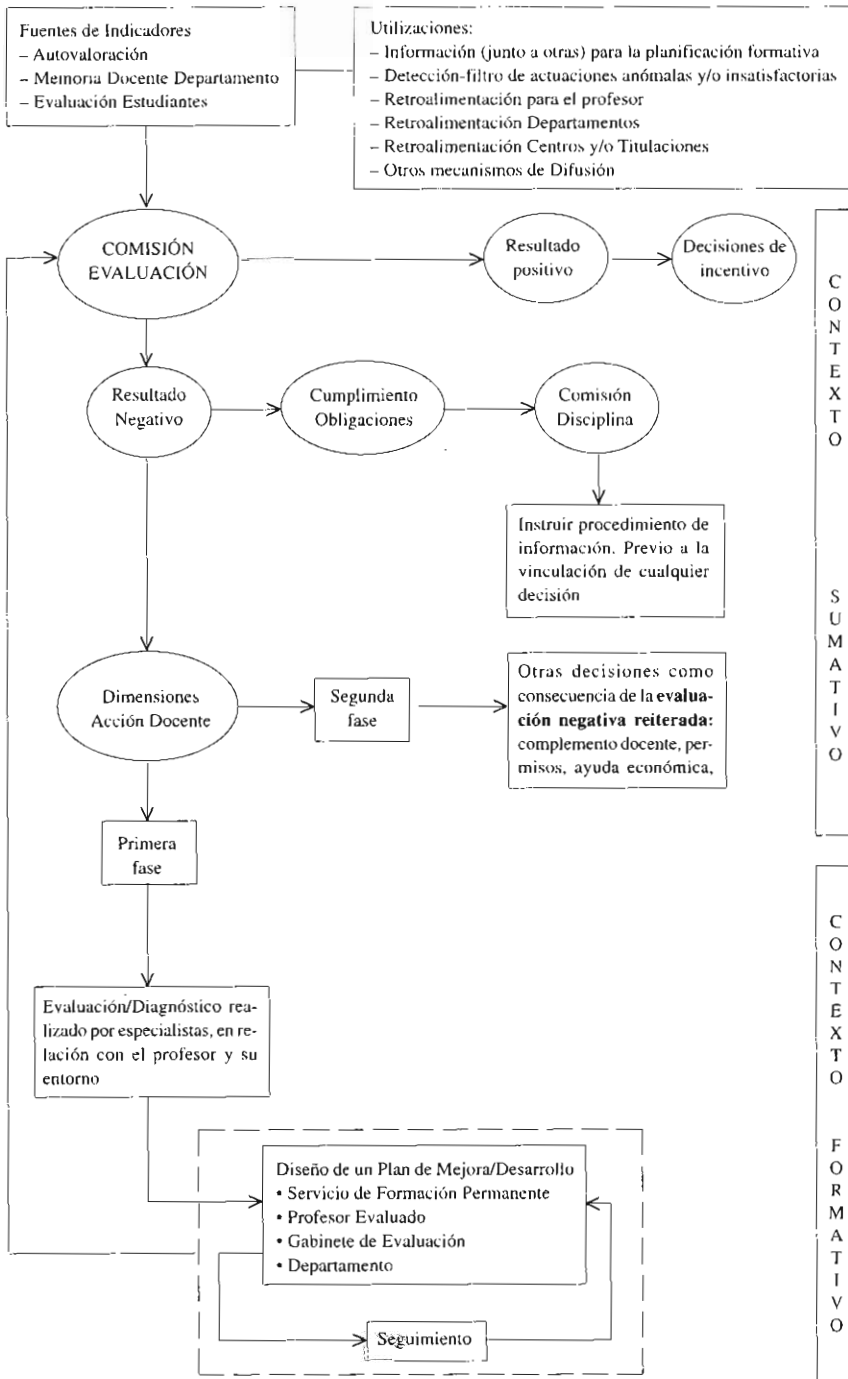 Fuentes de Indicadores
– Autovaloración
– Memoria Docente Departamento
– Evaluación Estudiantes
Utilizaciones:
– Información (junto a otras) para la planificación formativa
– Detección-filtro de actuaciones anómalas y/o insatisfactorias
– Retroalimentación para el profesor
– Retroalimentación Departamentos
– Retroalimentación Centros y/o Titulaciones
– Otros mecanismos de Difusión
COMISIÓN
EVALUACIÓN
Resultado
positivo
Decisiones de
incentivo
Resultado
Negativo
Cumplimiento
Obligaciones
Comisión
Disciplina
Instruir procedimiento de
información. Previo a la
vinculación de cualquier
decisión
Dimensiones
Acción Docente
Segunda
fase
Otras decisiones como
consecuencia de la evalua-
ción negativa reiterada:
complemento docente, per-
misos, ayuda económica,
Primera
fase
Evaluación/Diagnóstico rea-
lizado por especialistas, en re-
lación con el profesor y su
entorno
Diseño de un Plan de Mejora/Desarrollo
• Servicio de Formación Permanente
• Profesor Evaluado
• Gabinete de Evaluación
• Departamento
Seguimiento
CONTEXTO SUMATIVO
CONTEXTO FORMATIVO